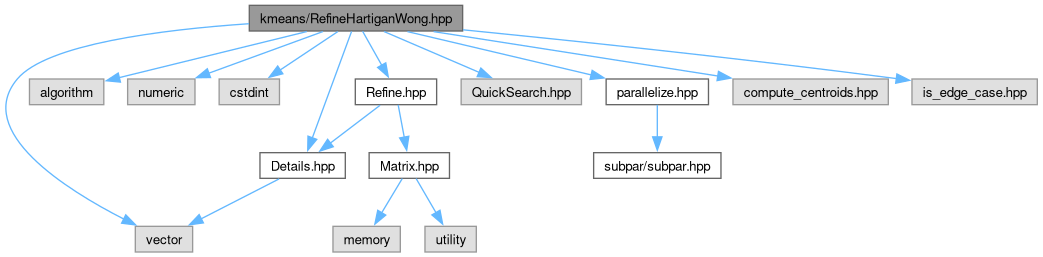 kmeans/RefineHartiganWong.hpp
algorithm
numeric
cstdint
Refine.hpp
QuickSearch.hpp
parallelize.hpp
compute_centroids.hpp
is_edge_case.hpp
Details.hpp
Matrix.hpp
subpar/subpar.hpp
vector
memory
utility